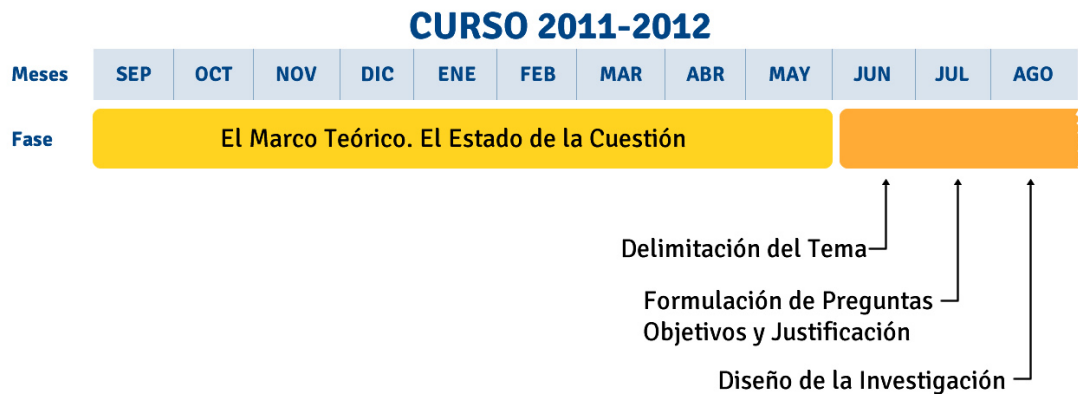 CURSO 2011-2012
Meses SEP OCT NOV DIC ENE FEB MAR ABR MAY JUN JUL AGO
Fase El Marco Teórico. El Estado de la Cuestión
Delimitación del Tema
Formulación de Preguntas
Objetivos y Justificación
Diseño de la Investigación